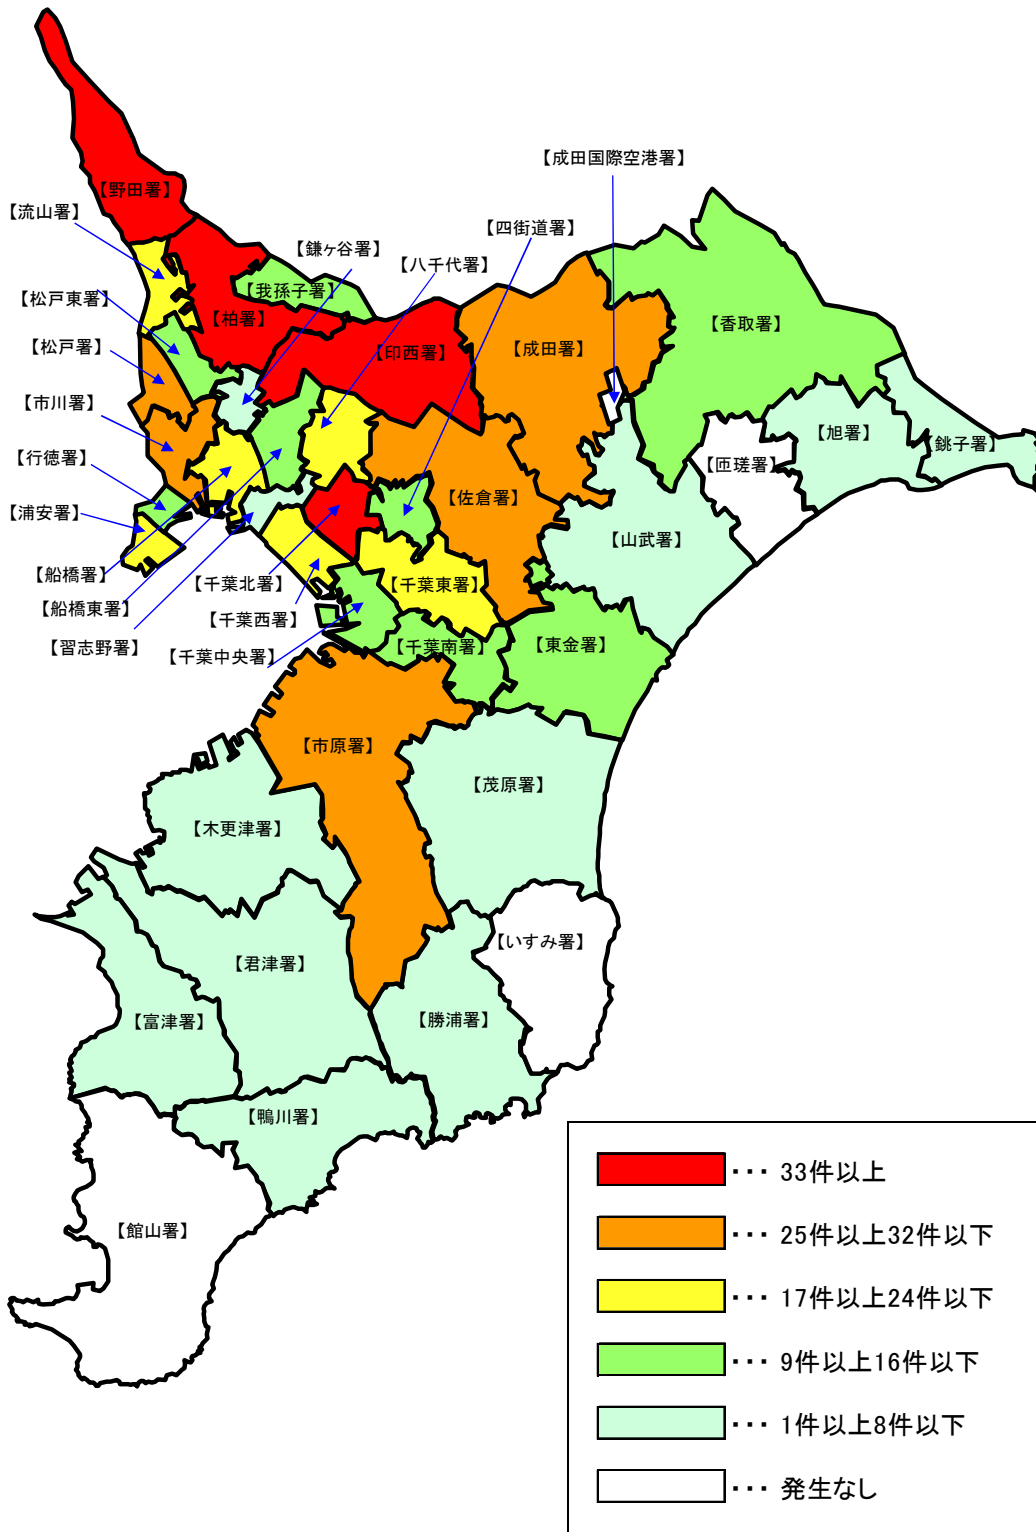 【成田国際空港署】
【野田署】
【流山署】
【四街道署】
【鎌ヶ谷署】
【八千代署】
【我孫子署】
【松戸東署】
【柏署】
【香取署】
【松戸署】
【印西署】
【成田署】
【市川署】
【旭署】
【銚子署】
【行徳署】
【匝瑳署】
【佐倉署】
【浦安署】
【山武署】
【船橋署】
【千葉北署】
【千葉東署】
【船橋東署】
【千葉西署】
【習志野署】
【千葉中央署】
【千葉南署】
【東金署】
【市原署】
【茂原署】
【木更津署】
【いすみ署】
【君津署】
【富津署】
【勝浦署】
【鴨川署】
【館山署】
・・・ 33件以上
・・・ 25件以上32件以下
・・・ 17件以上24件以下
・・・ 9件以上16件以下
・・・ 1件以上8件以下
・・・ 発生なし